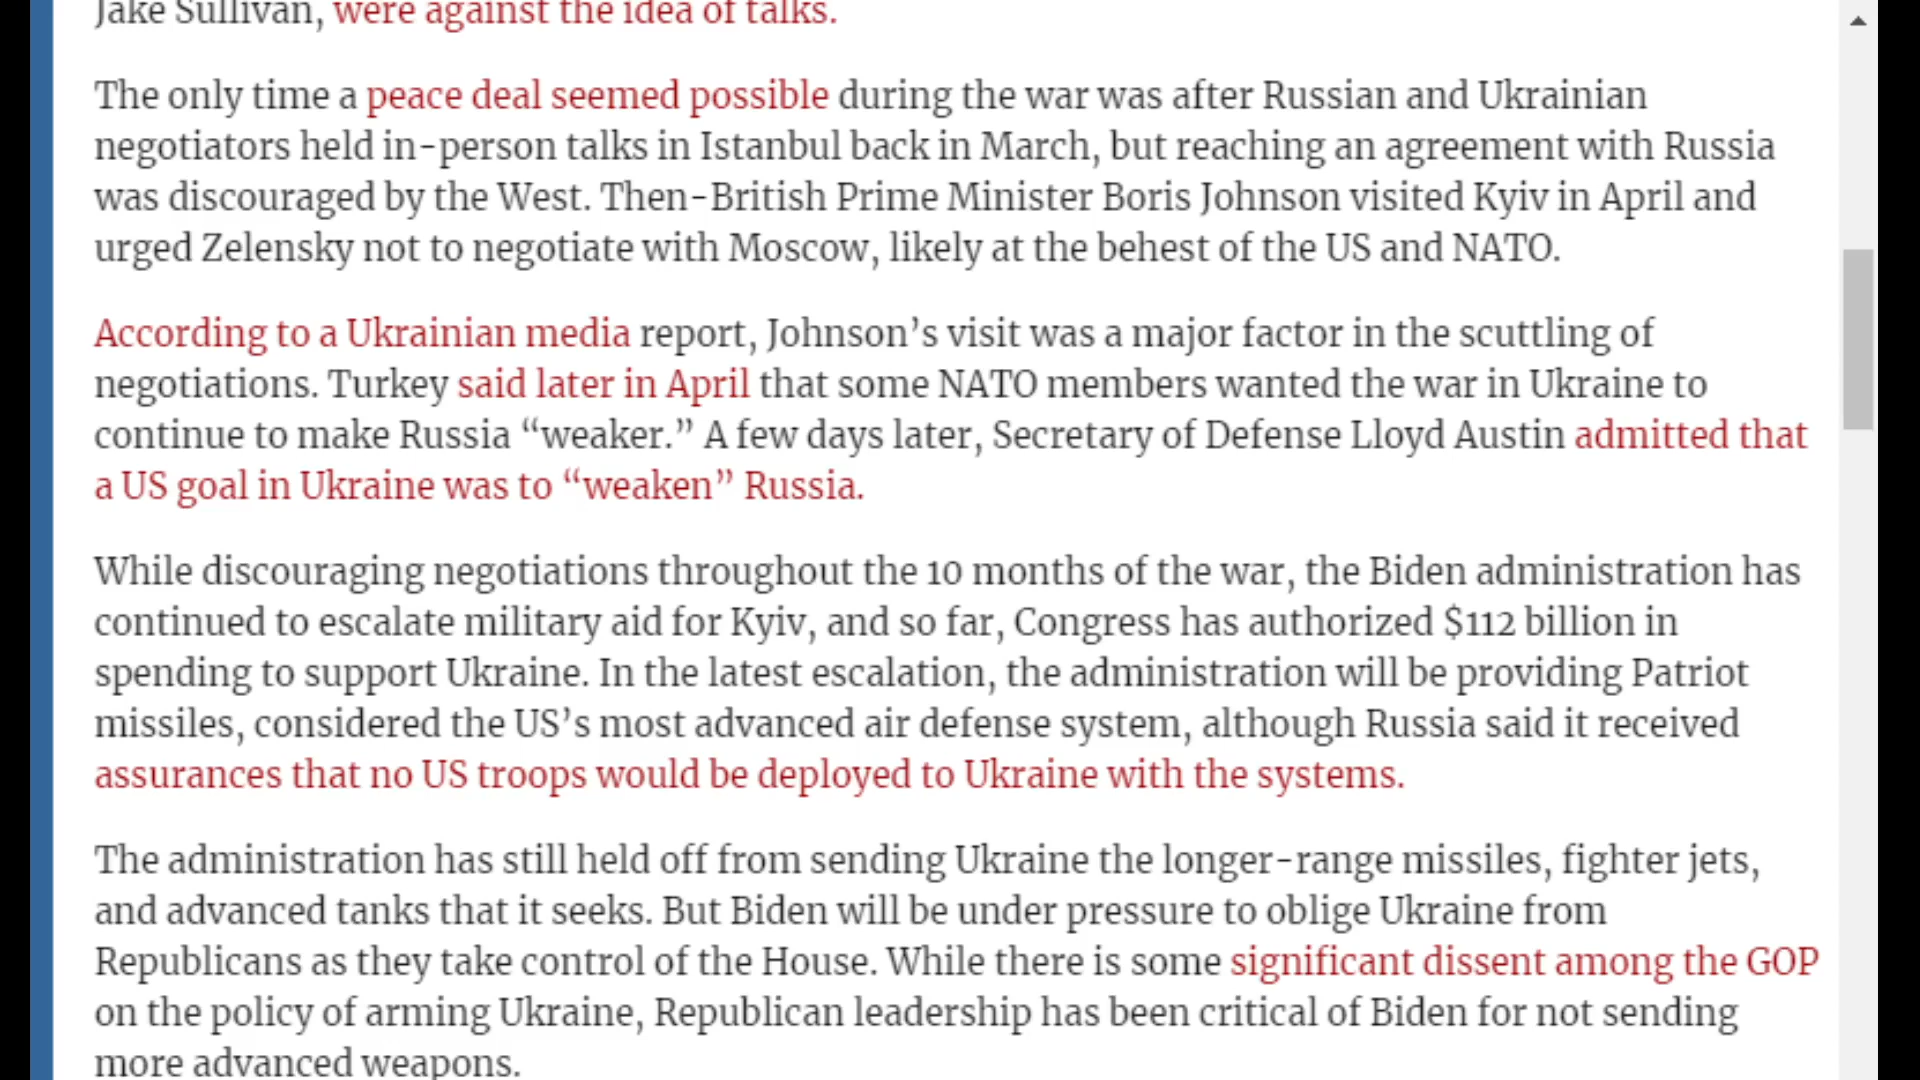 Jake Sullivan, were against the idea of talks.
The only time a peace deal seemed possible during the war was after Russian and Ukrainian
negotiators held in-person talks in Istanbul back in March, but reaching an agreement with Russia
was discouraged by the West. Then-British Prime Minister Boris Johnson visited Kyiv in April and
urged Zelensky not to negotiate with Moscow, likely at the behest of the US and NATO.
According to a Ukrainian media report, Johnson’s visit was a major factor in the scuttling of
negotiations. Turkey said later in April that some NATO members wanted the war in Ukraine to
continue to make Russia “weaker.” A few days later, Secretary of Defense Lloyd Austin admitted that
a US goal in Ukraine was to “weaken” Russia.
While discouraging negotiations throughout the 10 months of the war, the Biden administration has
continued to escalate military aid for Kyiv, and so far, Congress has authorized $112 billion in
spending to support Ukraine. In the latest escalation, the administration will be providing Patriot
missiles, considered the US’s most advanced air defense system, although Russia said it received
assurances that no US troops would be deployed to Ukraine with the systems.
The administration has still held off from sending Ukraine the longer-range missiles, fighter jets,
and advanced tanks that it seeks. But Biden will be under pressure to oblige Ukraine from
Republicans as they take control of the House. While there is some significant dissent among the GOP
on the policy of arming Ukraine, Republican leadership has been critical of Biden for not sending
more advanced weapons.